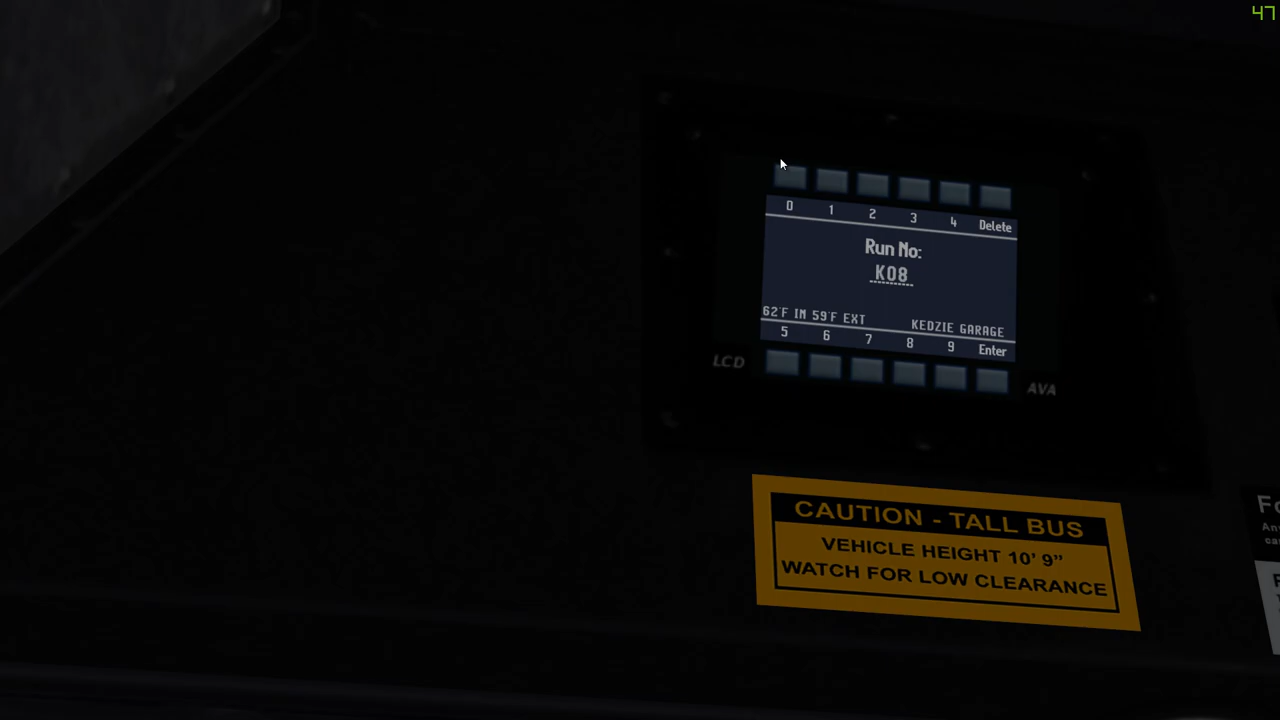 47
0 1 2 3 4 Delete
Run No:
K08
62°F IN 59°F EXT KEDZIE GARAGE
5 6 7 8 9 Enter
LCD AVA
CAUTION - TALL BUS
VEHICLE HEIGHT 10' 9"
WATCH FOR LOW CLEARANCE